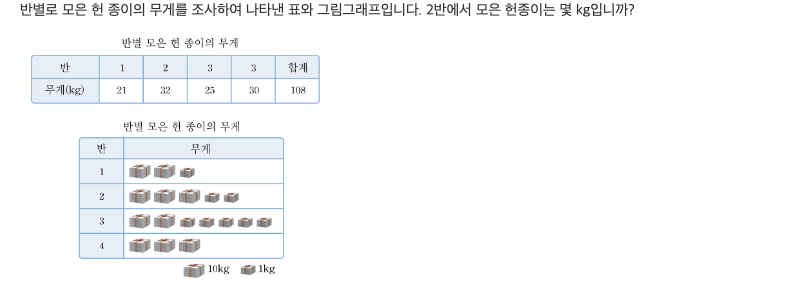 반별로 모은 헌 종이의 무게를 조사하여 나타낸 표와 그림그래프입니다. 2반에서 모은 헌종이는 몇 kg입니까?
반별 모은 헌 종이의 무게
반 1 2 3 3 합계
무게(kg) 21 32 25 30 108
반별 모은 헌 종이의 무게
반 무게
1
2
3
4
10kg 1kg